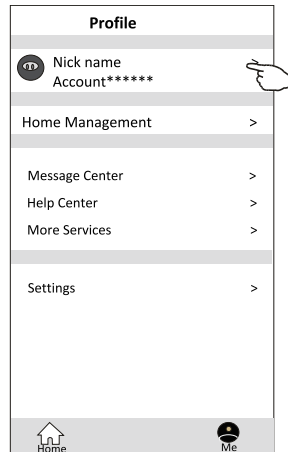 Profile
Nick name
Account******
Home Management >
Message Center >
Help Center >
More Services >
Settings >
Home Me